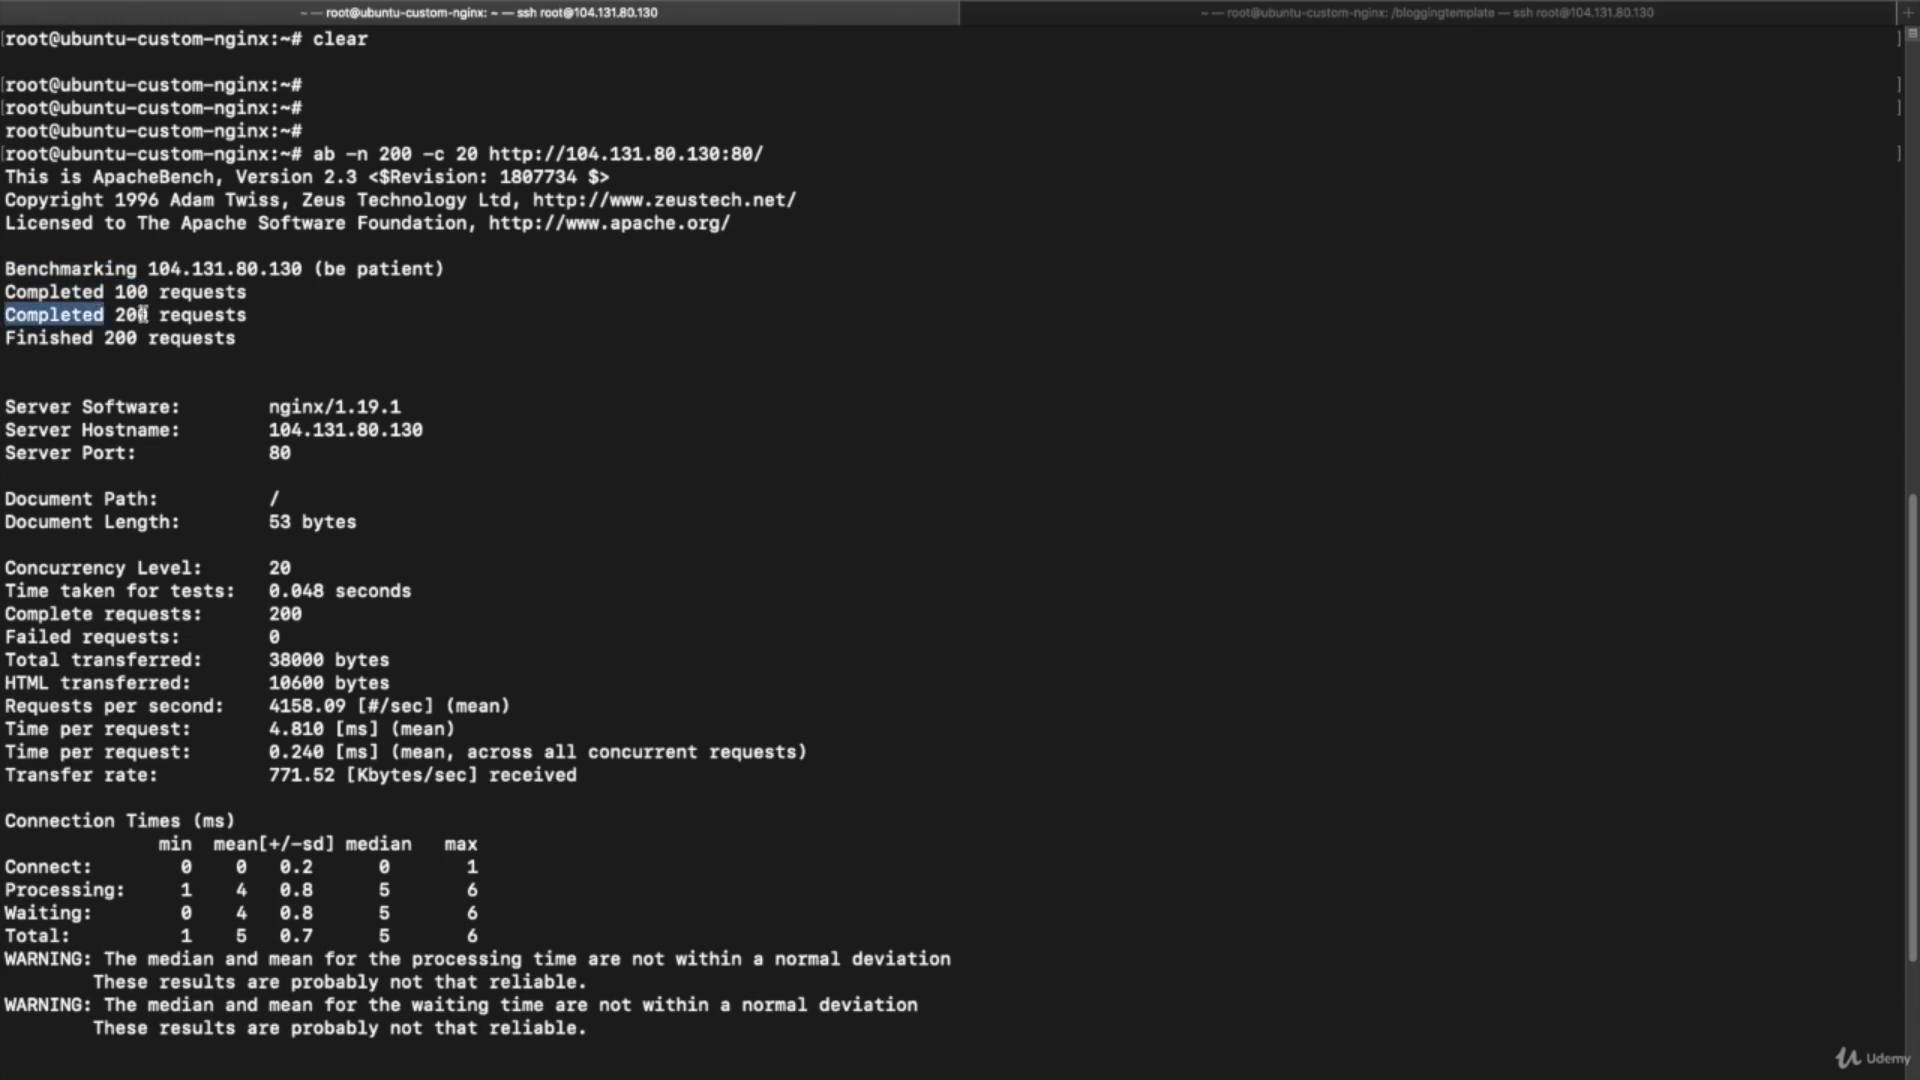 ~ — root@ubuntu-custom-nginx: ~ — ssh root@104.131.80.130
~ — root@ubuntu-custom-nginx: /bloggingtemplate — ssh root@104.131.80.130
[root@ubuntu-custom-nginx:~# clear ]
[root@ubuntu-custom-nginx:~# ]
[root@ubuntu-custom-nginx:~# ]
root@ubuntu-custom-nginx:~#
[root@ubuntu-custom-nginx:~# ab -n 200 -c 20 http://104.131.80.130:80/ ]
This is ApacheBench, Version 2.3 <$Revision: 1807734 $>
Copyright 1996 Adam Twiss, Zeus Technology Ltd, http://www.zeustech.net/
Licensed to The Apache Software Foundation, http://www.apache.org/
Benchmarking 104.131.80.130 (be patient)
Completed 100 requests
Completed 200 requests
Finished 200 requests
Server Software: nginx/1.19.1
Server Hostname: 104.131.80.130
Server Port: 80
Document Path: /
Document Length: 53 bytes
Concurrency Level: 20
Time taken for tests: 0.048 seconds
Complete requests: 200
Failed requests: 0
Total transferred: 38000 bytes
HTML transferred: 10600 bytes
Requests per second: 4158.09 [#/sec] (mean)
Time per request: 4.810 [ms] (mean)
Time per request: 0.240 [ms] (mean, across all concurrent requests)
Transfer rate: 771.52 [Kbytes/sec] received
Connection Times (ms)
min mean[+/-sd] median max
Connect: 0 0 0.2 0 1
Processing: 1 4 0.8 5 6
Waiting: 0 4 0.8 5 6
Total: 1 5 0.7 5 6
WARNING: The median and mean for the processing time are not within a normal deviation
These results are probably not that reliable.
WARNING: The median and mean for the waiting time are not within a normal deviation
These results are probably not that reliable.
Udemy